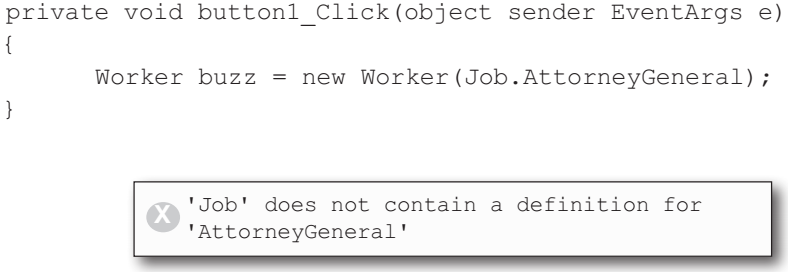 private void button1_Click(object sender EventArgs e)
{
Worker buzz = new Worker(Job.AttorneyGeneral);
}
X
'Job' does not contain a definition for
'AttorneyGeneral'